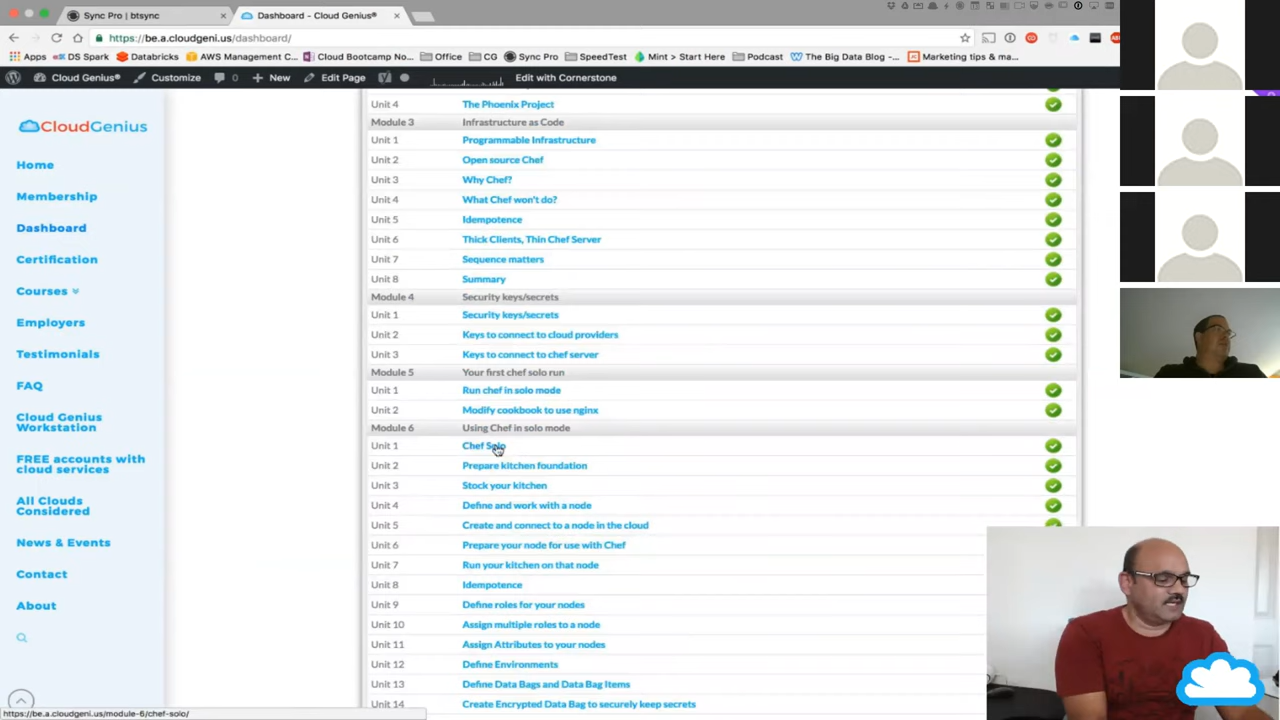 Sync Pro | btsync
Dashboard - Cloud Genius®
https://be.a.cloudgeni.us/dashboard/
Apps DS Spark Databricks AWS Management C... Cloud Bootcamp No... Office CG Sync Pro SpeedTest Mint > Start Here Podcast The Big Data Blog -... Marketing tips & ma...
Cloud Genius® Customize 0 New Edit Page Edit with Cornerstone
CloudGenius
Home
Membership
Dashboard
Certification
Courses
Employers
Testimonials
FAQ
Cloud Genius
Workstation
FREE accounts with
cloud services
All Clouds
Considered
News & Events
Contact
About
Unit 4 The Phoenix Project
Module 3 Infrastructure as Code
Unit 1 Programmable Infrastructure
Unit 2 Open source Chef
Unit 3 Why Chef?
Unit 4 What Chef won't do?
Unit 5 Idempotence
Unit 6 Thick Clients, Thin Chef Server
Unit 7 Sequence matters
Unit 8 Summary
Module 4 Security keys/secrets
Unit 1 Security keys/secrets
Unit 2 Keys to connect to cloud providers
Unit 3 Keys to connect to chef server
Module 5 Your first chef solo run
Unit 1 Run chef in solo mode
Unit 2 Modify cookbook to use nginx
Module 6 Using Chef in solo mode
Unit 1 Chef Solo
Unit 2 Prepare kitchen foundation
Unit 3 Stock your kitchen
Unit 4 Define and work with a node
Unit 5 Create and connect to a node in the cloud
Unit 6 Prepare your node for use with Chef
Unit 7 Run your kitchen on that node
Unit 8 Idempotence
Unit 9 Define roles for your nodes
Unit 10 Assign multiple roles to a node
Unit 11 Assign Attributes to your nodes
Unit 12 Define Environments
Unit 13 Define Data Bags and Data Bag Items
Unit 14 Create Encrypted Data Bag to securely keep secrets
https://be.a.cloudgeni.us/module-6/chef-solo/